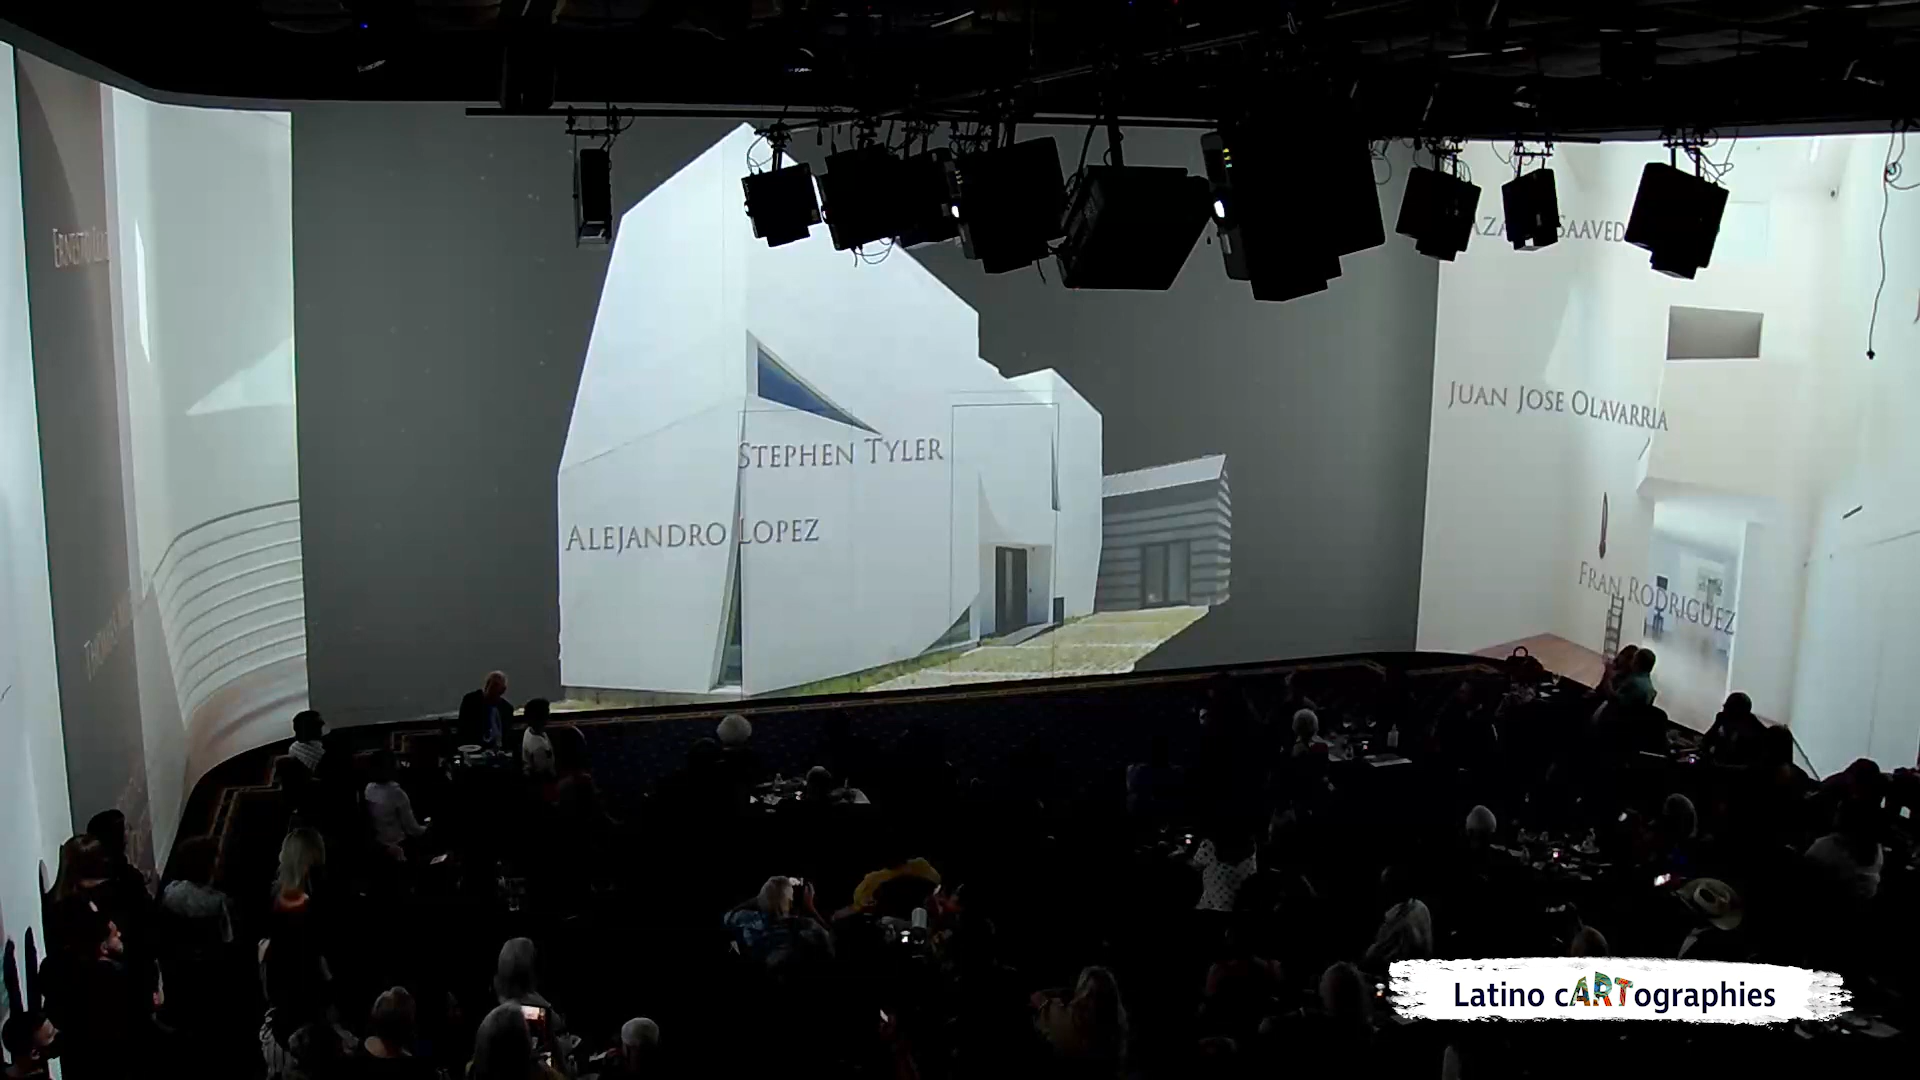 STEPHEN TYLER
ALEJANDRO LOPEZ
JUAN JOSE OLAVARRIA
FRAN RODRIGUEZ
Latino cARTographies